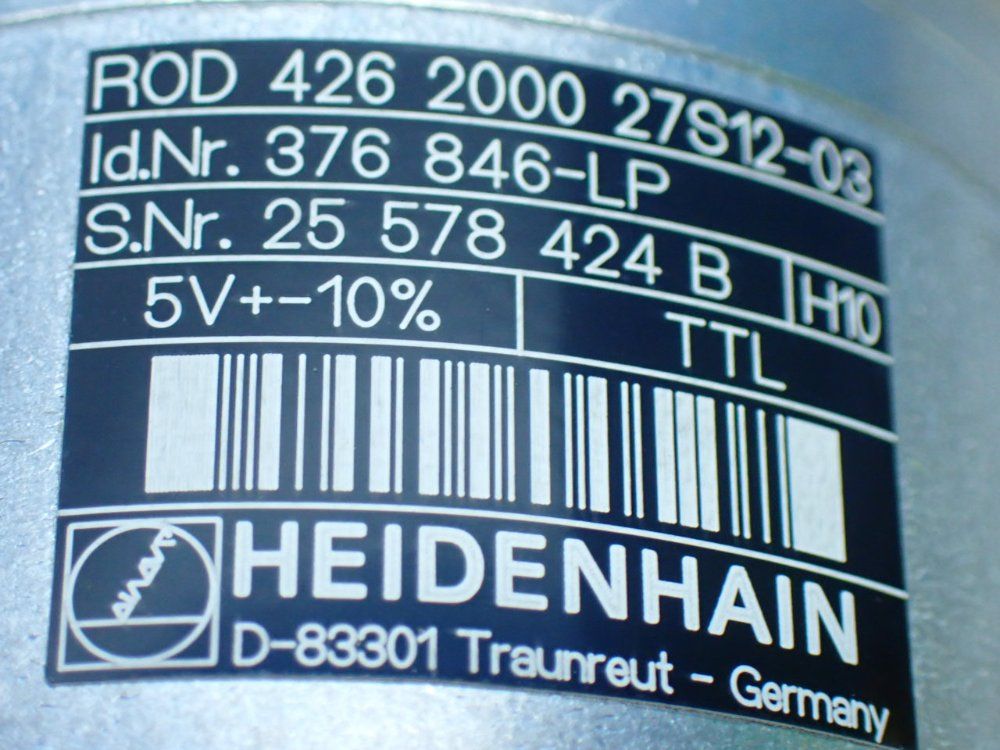 ROD 426 2000 27S12-03
Id.Nr. 376 846-LP
S.Nr. 25 578 424 B H10
5V+-10% TTL
HEIDENHAIN
D-83301 Traunreut - Germany